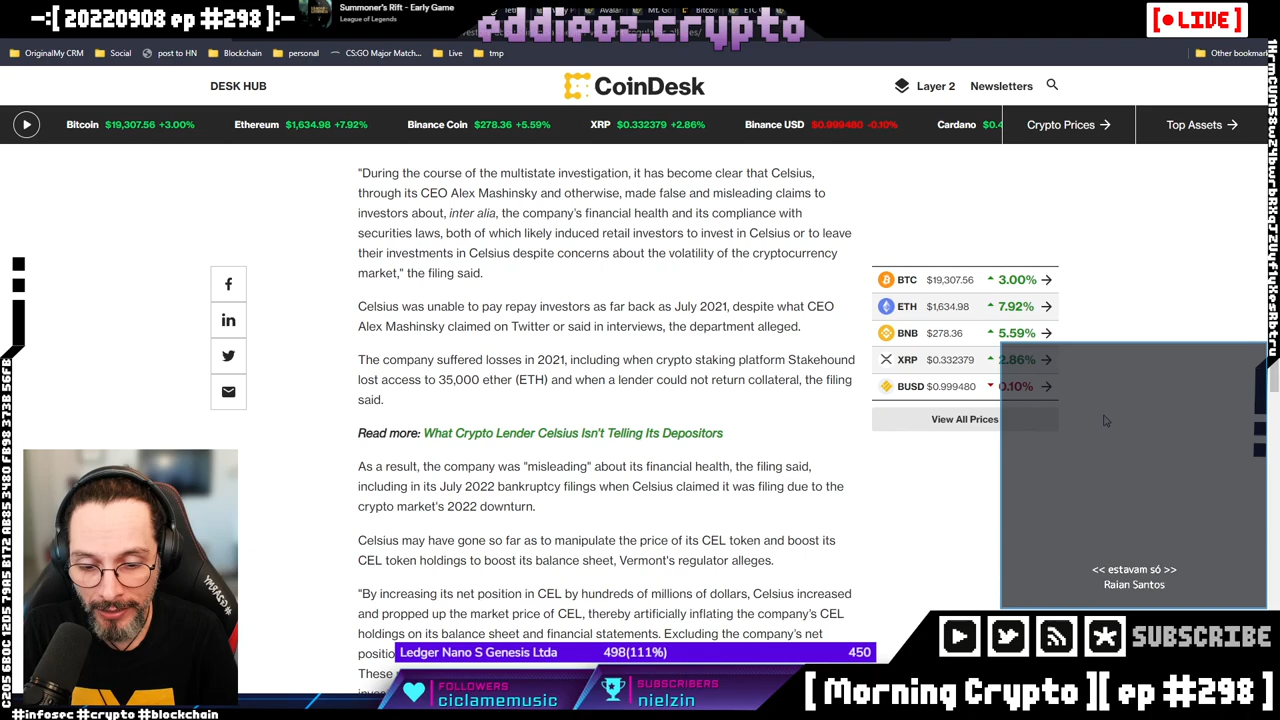 -:[ 20220908 ep #298 ]:-
Summoner's Rift - Early Game
League of Legends
eddieoz.crypto
[• LIVE]
OriginalMy CRM
Social
post to HN
Blockchain
personal
CS:GO Major Match...
Live
tmp
Other bookmar
DESK HUB
CoinDesk
Layer 2
Newsletters
Bitcoin $19,307.56 +3.00%
Ethereum $1,634.98 +7.92%
Binance Coin $278.36 +5.59%
XRP $0.332379 +2.86%
Binance USD $0.999480 -0.10%
Cardano $0.4
Crypto Prices →
Top Assets →
"During the course of the multistate investigation, it has become clear that Celsius,
through its CEO Alex Mashinsky and otherwise, made false and misleading claims to
investors about, inter alia, the company's financial health and its compliance with
securities laws, both of which likely induced retail investors to invest in Celsius or to leave
their investments in Celsius despite concerns about the volatility of the cryptocurrency
market," the filing said.
Celsius was unable to pay repay investors as far back as July 2021, despite what CEO
Alex Mashinsky claimed on Twitter or said in interviews, the department alleged.
The company suffered losses in 2021, including when crypto staking platform Stakehound
lost access to 35,000 ether (ETH) and when a lender could not return collateral, the filing
said.
Read more: What Crypto Lender Celsius Isn't Telling Its Depositors
As a result, the company was "misleading" about its financial health, the filing said,
including in its July 2022 bankruptcy filings when Celsius claimed it was filing due to the
crypto market's 2022 downturn.
Celsius may have gone so far as to manipulate the price of its CEL token and boost its
CEL token holdings to boost its balance sheet, Vermont's regulator alleges.
"By increasing its net position in CEL by hundreds of millions of dollars, Celsius increased
and propped up the market price of CEL, thereby artificially inflating the company's CEL
holdings on its balance sheet and financial statements. Excluding the company's net
positio
These
BTC $19,307.56 3.00% →
ETH $1,634.98 7.92% →
BNB $278.36 5.59% →
XRP $0.332379 2.86% →
BUSD $0.999480 0.10% →
View All Prices
<< estavam só >>
Raian Santos
Ledger Nano S Genesis Ltda 498(111%) 450
FOLLOWERS
ciclamemusic
SUBSCRIBERS
nielzin
SUBSCRIBE
[ Morning Crypto ][ ep #298 ]
#infosec #crypto #blockchain